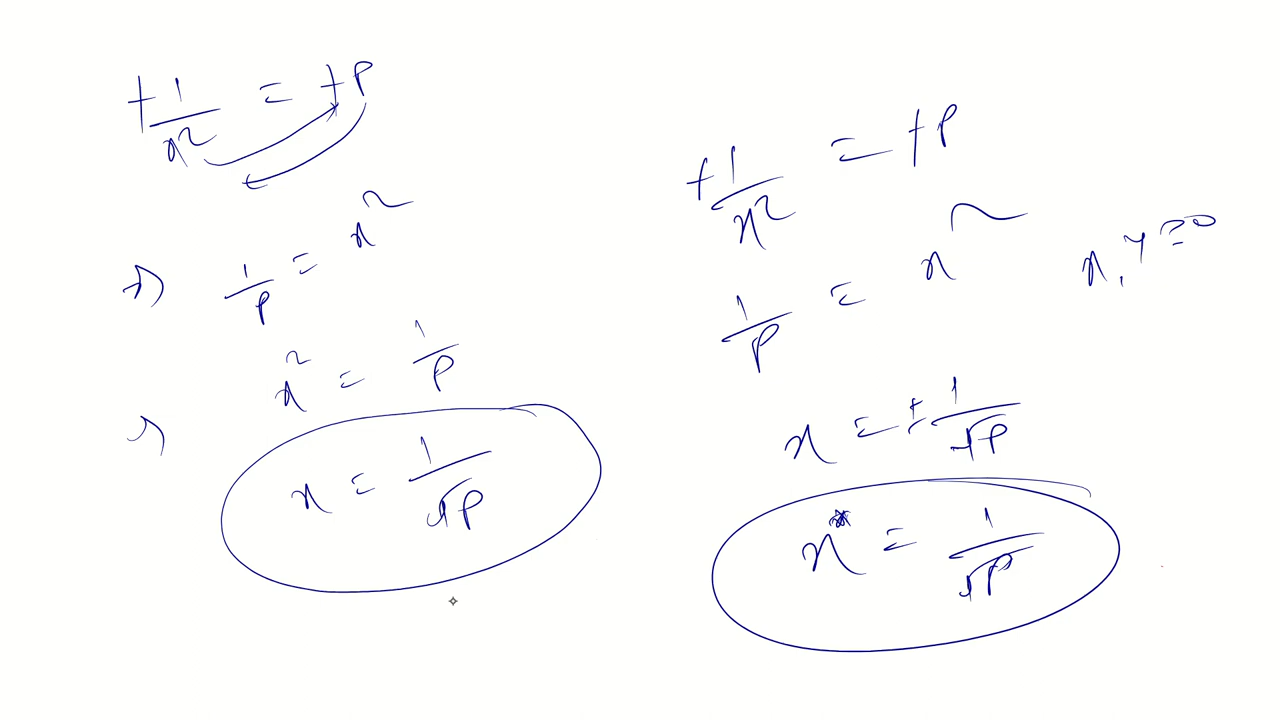 +1/x² = +P
⇒ 1/P = x²
x² = 1/P
⇒ x = 1/√P
+1/x² = +P
1/P = x²
x, y ≥ 0
x = ± 1/√P
x* = 1/√P